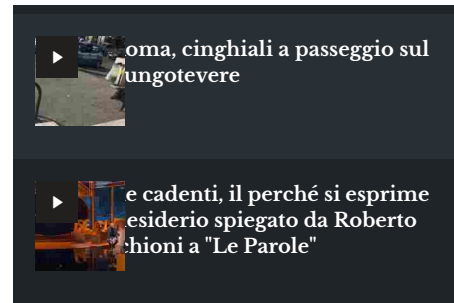 oma, cinghiali a passeggio sul
ungotevere
e cadenti, il perché si esprime
esiderio spiegato da Roberto
chioni a "Le Parole"